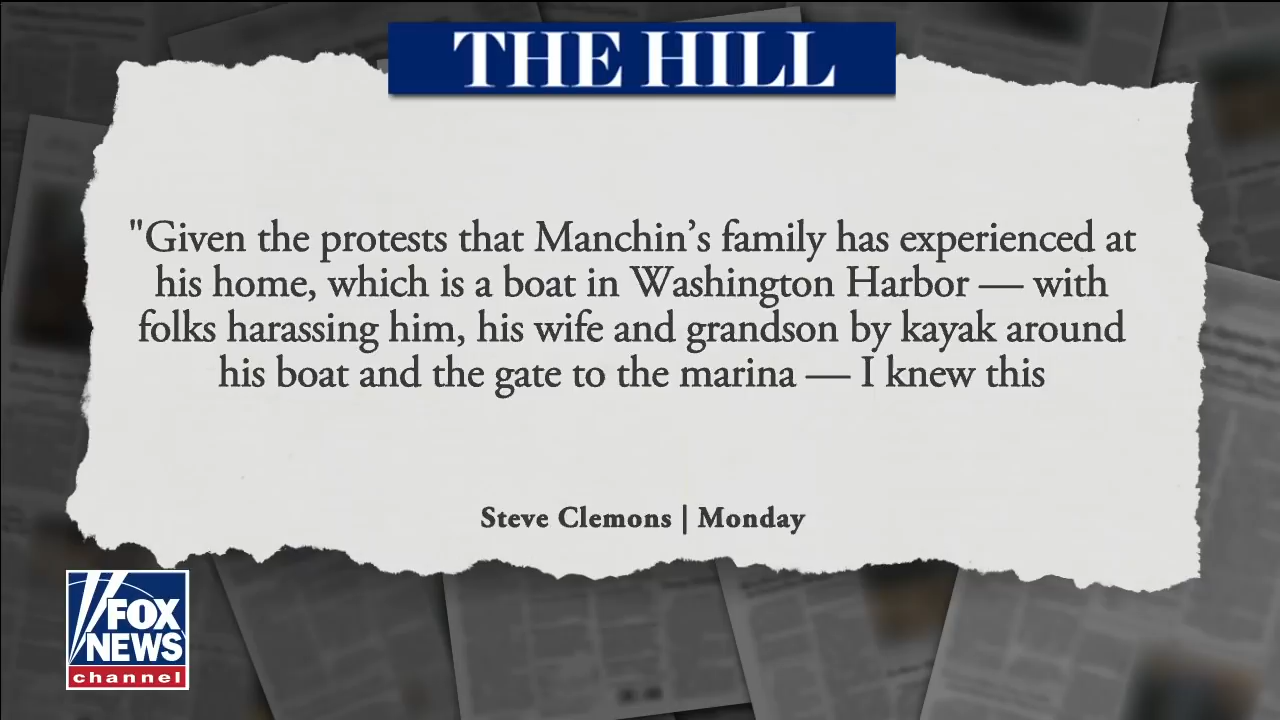 THE HILL
"Given the protests that Manchin’s family has experienced at
his home, which is a boat in Washington Harbor — with
folks harassing him, his wife and grandson by kayak around
his boat and the gate to the marina — I knew this
Steve Clemons | Monday
FOX
NEWS
channel